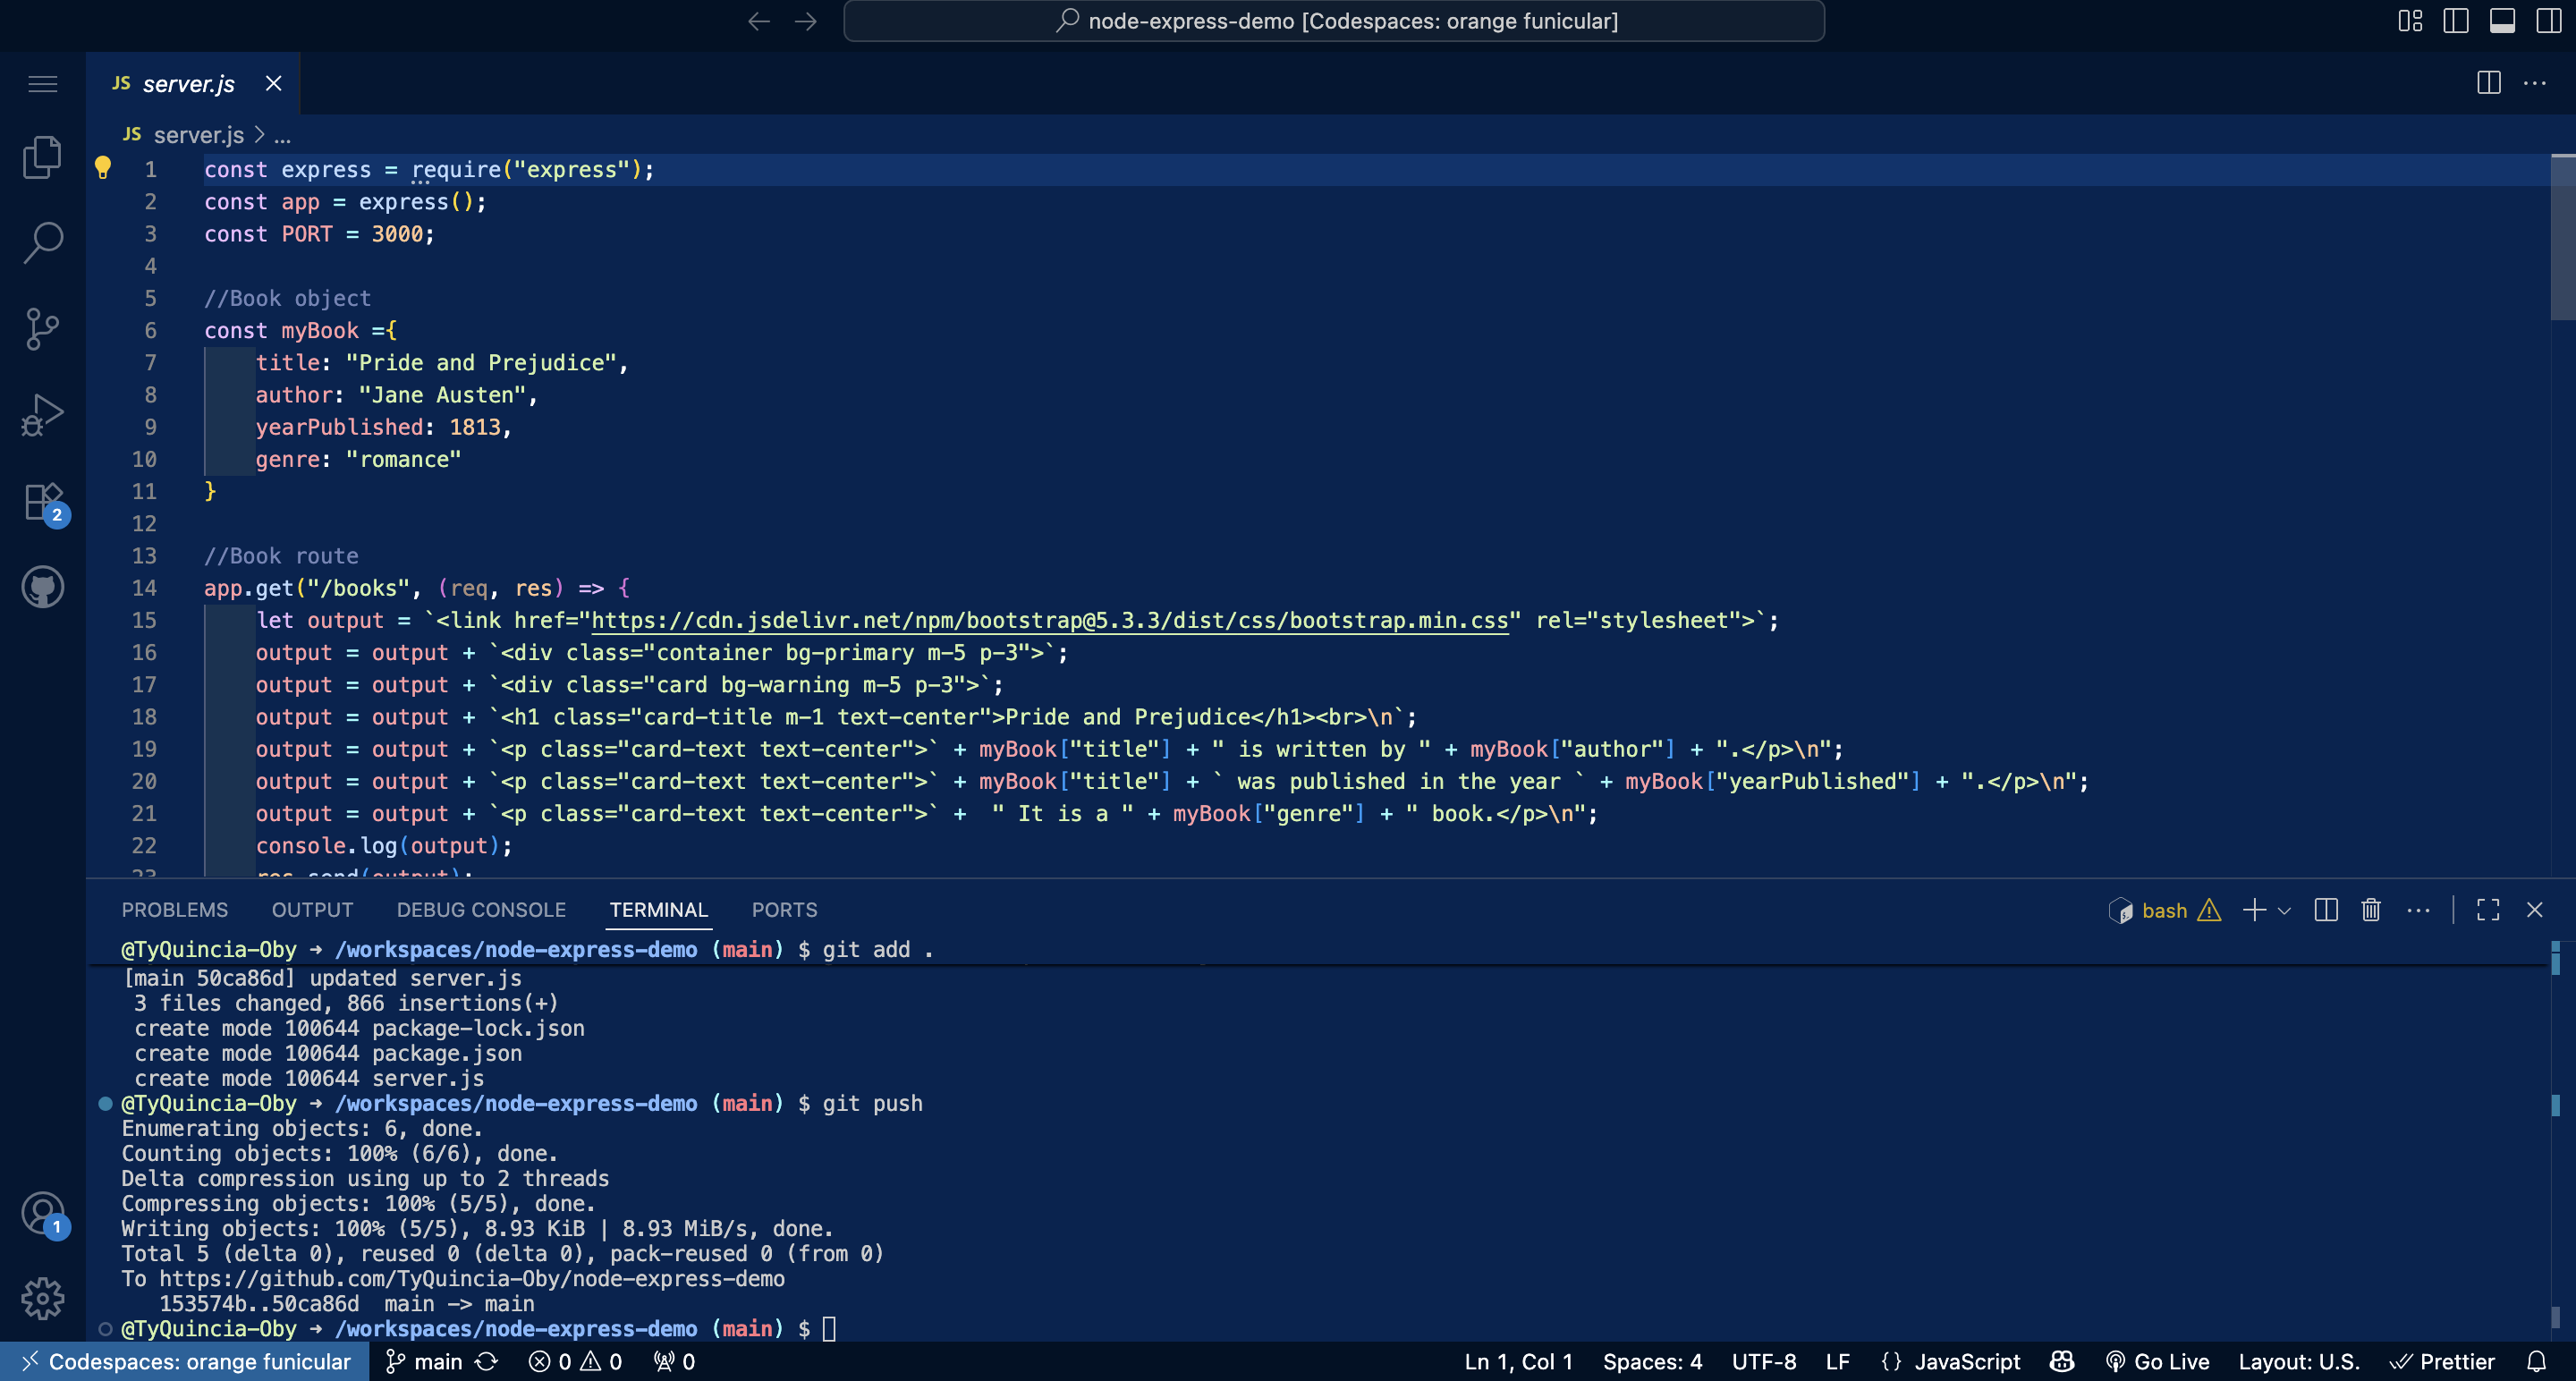 node-express-demo [Codespaces: orange funicular]
JS server.js
JS server.js > ...
1 const express = require("express");
2 const app = express();
3 const PORT = 3000;
4
5 //Book object
6 const myBook ={
7 title: "Pride and Prejudice",
8 author: "Jane Austen",
9 yearPublished: 1813,
10 genre: "romance"
11 }
12
13 //Book route
14 app.get("/books", (req, res) => {
15 let output = `<link href="https://cdn.jsdelivr.net/npm/bootstrap@5.3.3/dist/css/bootstrap.min.css" rel="stylesheet">`;
16 output = output + `<div class="container bg-primary m-5 p-3">`;
17 output = output + `<div class="card bg-warning m-5 p-3">`;
18 output = output + `<h1 class="card-title m-1 text-center">Pride and Prejudice</h1><br>\n`;
19 output = output + `<p class="card-text text-center">` + myBook["title"] + " is written by " + myBook["author"] + ".</p>\n";
20 output = output + `<p class="card-text text-center">` + myBook["title"] + ` was published in the year ` + myBook["yearPublished"] + ".</p>\n";
21 output = output + `<p class="card-text text-center">` +  " It is a " + myBook["genre"] + " book.</p>\n";
22 console.log(output);
23 res.send(output);
2
PROBLEMS OUTPUT DEBUG CONSOLE TERMINAL PORTS bash
@TyQuincia-Oby → /workspaces/node-express-demo (main) $ git add .
[main 50ca86d] updated server.js
3 files changed, 866 insertions(+)
create mode 100644 package-lock.json
create mode 100644 package.json
create mode 100644 server.js
@TyQuincia-Oby → /workspaces/node-express-demo (main) $ git push
Enumerating objects: 6, done.
Counting objects: 100% (6/6), done.
Delta compression using up to 2 threads
Compressing objects: 100% (5/5), done.
Writing objects: 100% (5/5), 8.93 KiB | 8.93 MiB/s, done.
Total 5 (delta 0), reused 0 (delta 0), pack-reused 0 (from 0)
To https://github.com/TyQuincia-Oby/node-express-demo
153574b..50ca86d  main -> main
@TyQuincia-Oby → /workspaces/node-express-demo (main) $
1
Codespaces: orange funicular main 0 0 0 Ln 1, Col 1 Spaces: 4 UTF-8 LF {} JavaScript Go Live Layout: U.S. Prettier